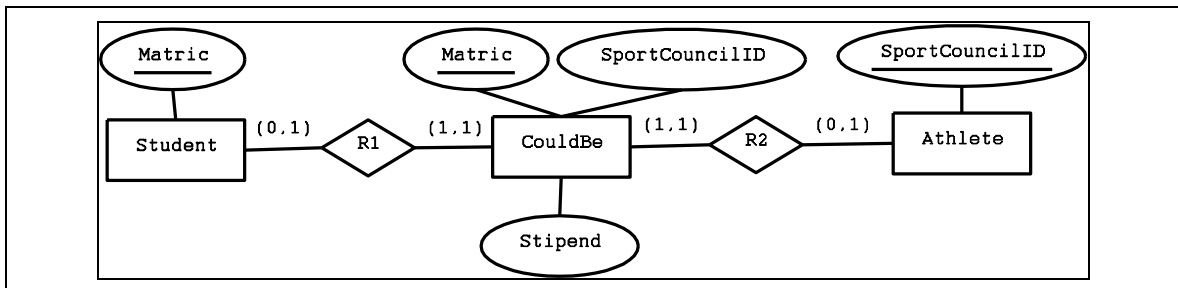 Matric
Matric
SportCouncilID
SportCouncilID
Student
(0,1)
R1
(1,1)
CouldBe
(1,1)
R2
(0,1)
Athlete
Stipend